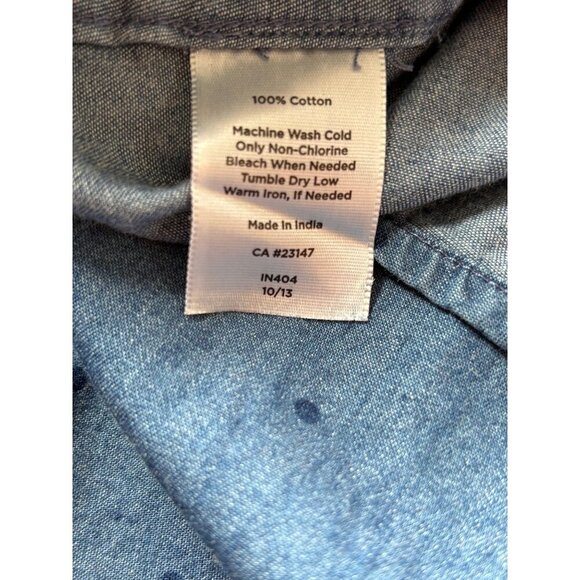 100% Cotton
Machine Wash Cold
Only Non-Chlorine
Bleach When Needed
Tumble Dry Low
Warm Iron, If Needed
Made in India
CA #23147
IN404
10/13